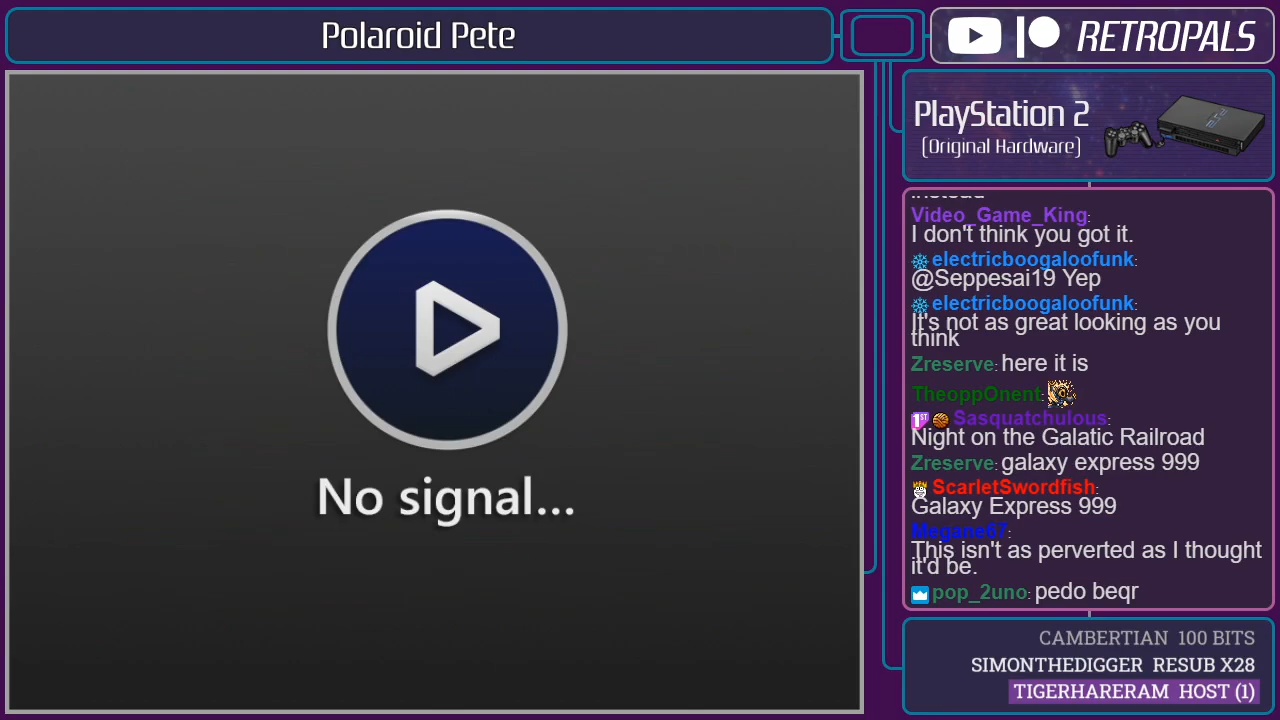 Polaroid Pete
RETROPALS
PlayStation 2
(Original Hardware)
No signal...
Video_Game_King:
I don't think you got it.
electricboogaloofunk:
@Seppesai19 Yep
electricboogaloofunk:
It's not as great looking as you
think
Zreserve: here it is
TheoppOnent:
1ST Sasquatchulous:
Night on the Galatic Railroad
Zreserve: galaxy express 999
ScarletSwordfish:
Galaxy Express 999
Megane67:
This isn't as perverted as I thought
it'd be.
pop_2uno: pedo beqr
CAMBERTIAN 100 BITS
SIMONTHEDIGGER RESUB X28
TIGERHARERAM HOST (1)